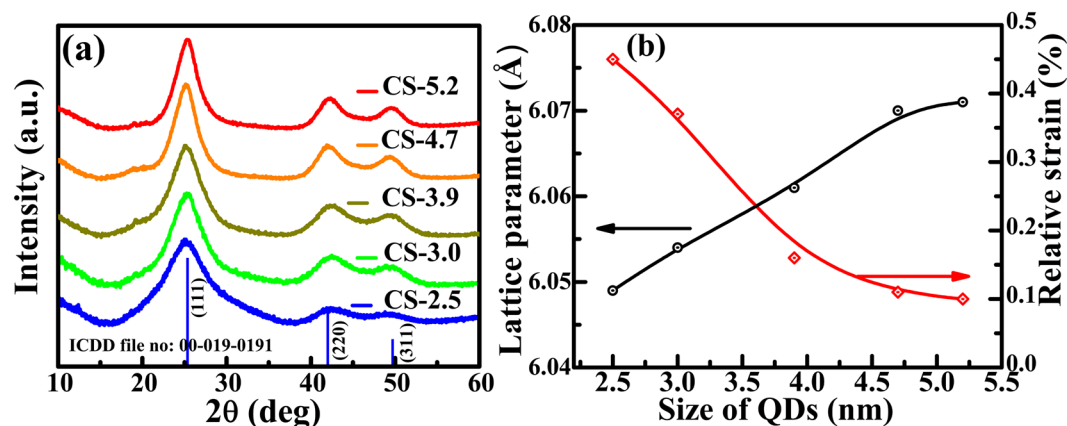 (a)
Intensity (a.u.)
CS-5.2
CS-4.7
CS-3.9
CS-3.0
CS-2.5
(111)
(220)
(311)
ICDD file no: 00-019-0191
10 20 30 40 50 60
2θ (deg)
(b)
Lattice parameter (Å)
6.08
6.07
6.06
6.05
6.04
0.5
0.4
0.3
0.2
0.1
0.0
Relative strain (%)
2.5 3.0 3.5 4.0 4.5 5.0 5.5
Size of QDs (nm)